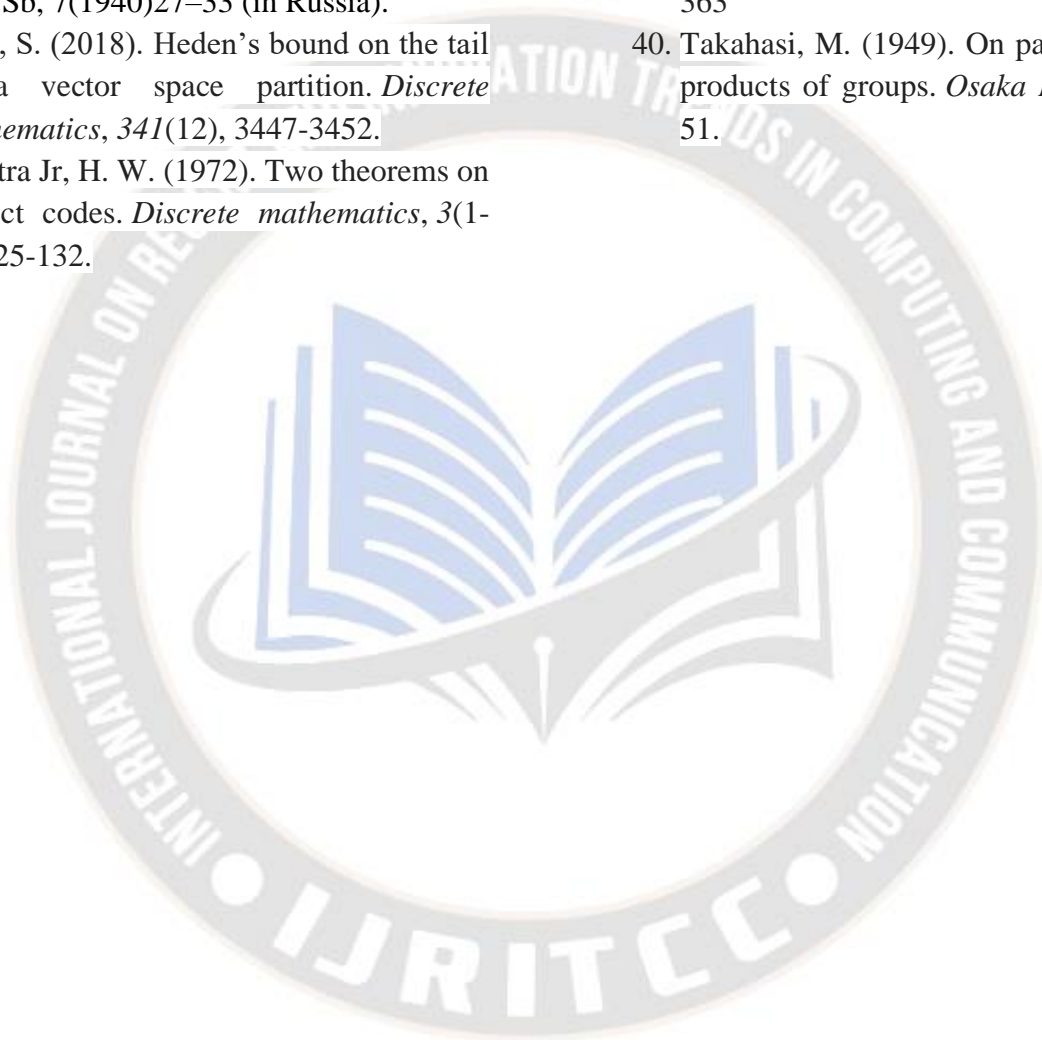 Sb, 7(1940)27–33 (in Russia).
, S. (2018). Heden's bound on the tail
a vector space partition. Discrete
ematics, 341(12), 3447-3452.
tra Jr, H. W. (1972). Two theorems on
ct codes. Discrete mathematics, 3(1-
25-132.
363
40. Takahasi, M. (1949). On pa
products of groups. Osaka
51.
INTERNATIONAL JOURNAL ON RECENT AND INNOVATION TRENDS IN COMPUTING AND COMMUNICATION
IJRITCC